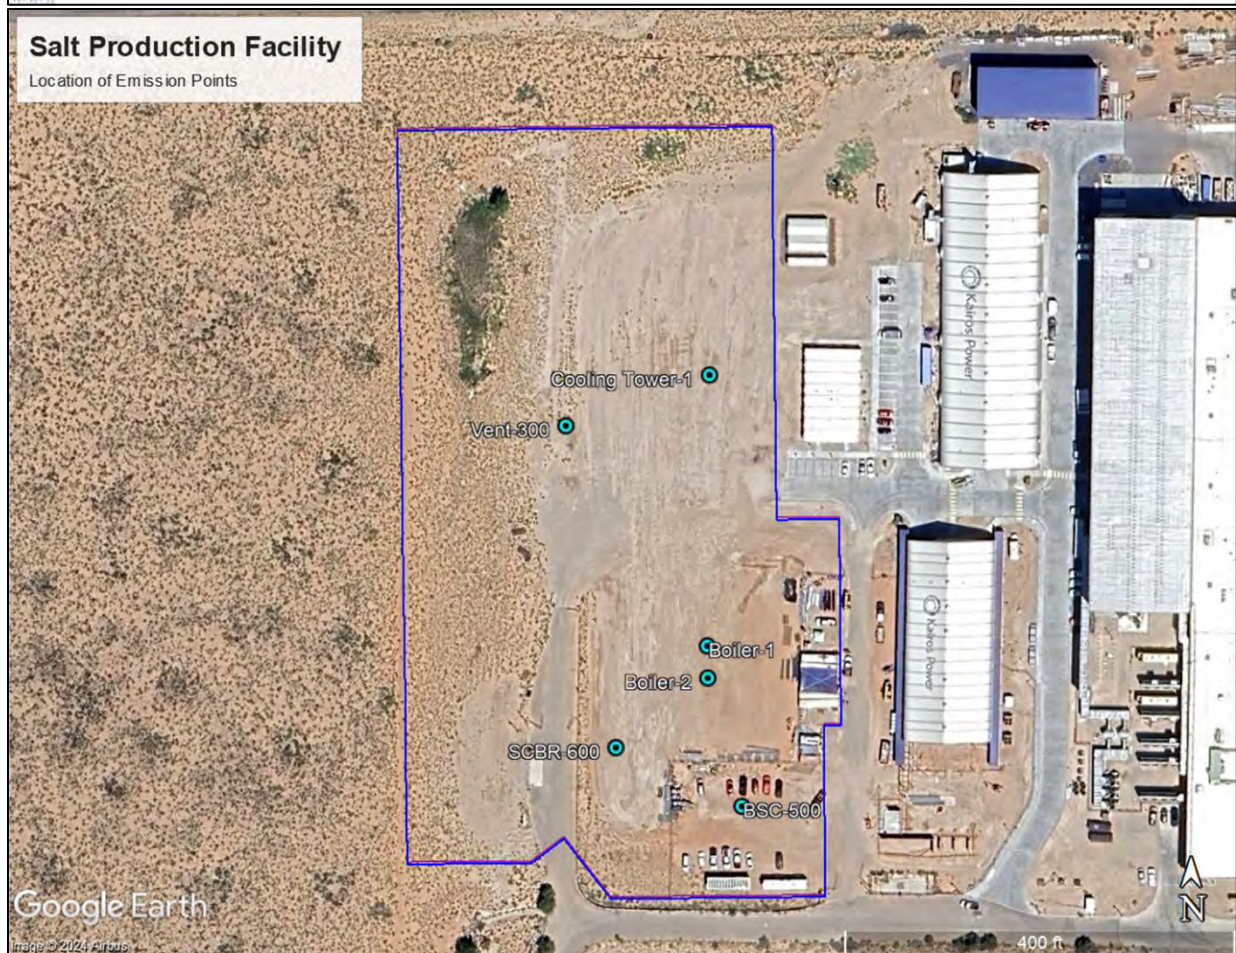 Salt Production Facility
Location of Emission Points
Kairos Power
Cooling Tower-1
Vent-300
Kairos Power
Boiler-1
Boiler-2
SCBR-600
BSC-500
Google Earth
N
Image © 2024 Airbus
400 ft